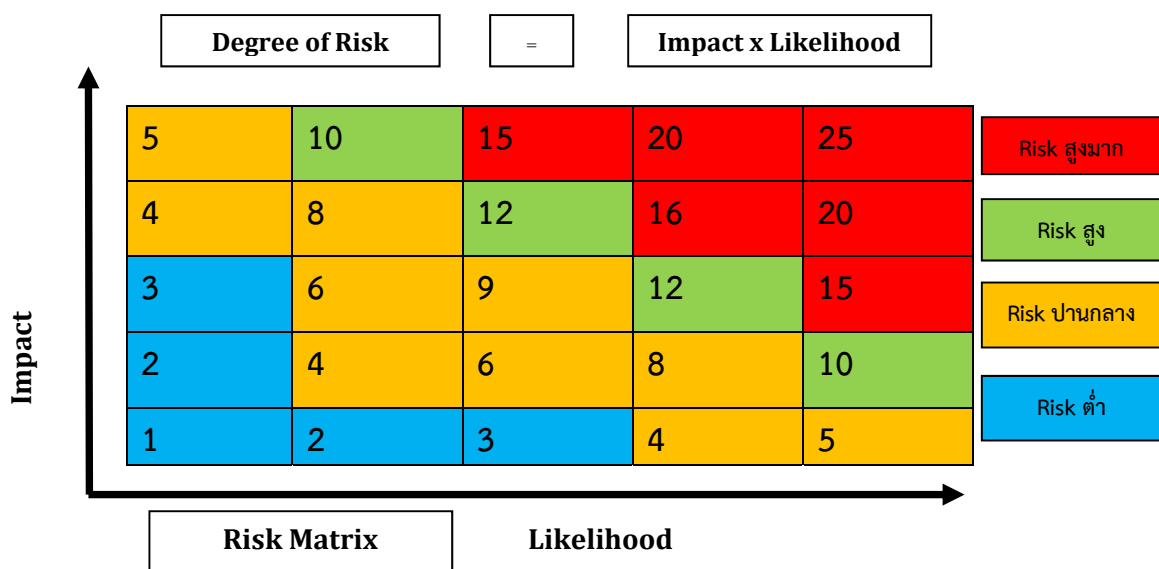 Degree of Risk = Impact x Likelihood
5 10 15 20 25
Risk สูงมาก
4 8 12 16 20
Risk สูง
3 6 9 12 15
Risk ปานกลาง
2 4 6 8 10
Risk ต่ำ
1 2 3 4 5
Impact
Risk Matrix Likelihood